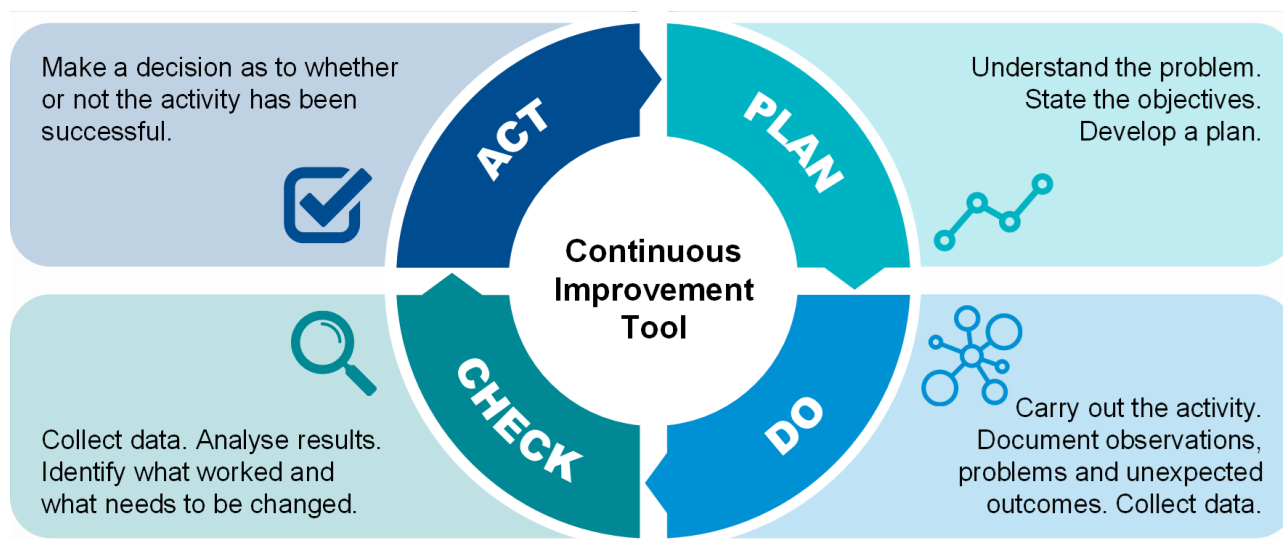 Make a decision as to whether
or not the activity has been
successful.
ACT
PLAN
Understand the problem.
State the objectives.
Develop a plan.
Continuous
Improvement
Tool
CHECK
Collect data. Analyse results.
Identify what worked and
what needs to be changed.
DO
Carry out the activity.
Document observations,
problems and unexpected
outcomes. Collect data.